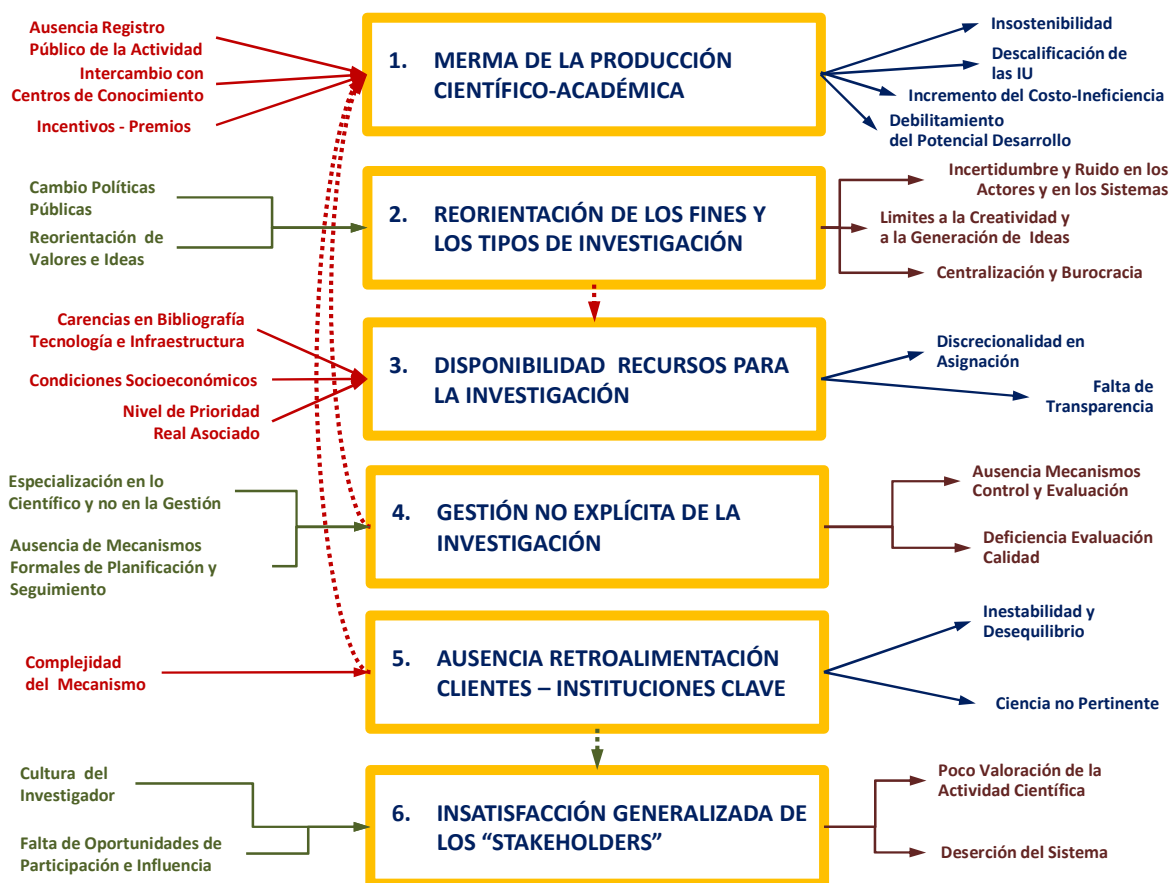 Ausencia Registro
Público de la Actividad
Intercambio con
Centros de Conocimiento
Incentivos - Premios
1. MERMA DE LA PRODUCCIÓN
CIENTÍFICO-ACADÉMICA
Insostenibilidad
Descalificación de
las IU
Incremento del Costo-Ineficiencia
Debilitamiento
del Potencial Desarrollo
Cambio Políticas
Públicas
Reorientación de
Valores e Ideas
2. REORIENTACIÓN DE LOS FINES Y
LOS TIPOS DE INVESTIGACIÓN
Incertidumbre y Ruido en los
Actores y en los Sistemas
Limites a la Creatividad y
a la Generación de Ideas
Centralización y Burocracia
Carencias en Bibliografía
Tecnología e Infraestructura
Condiciones Socioeconómicos
Nivel de Prioridad
Real Asociado
3. DISPONIBILIDAD RECURSOS PARA
LA INVESTIGACIÓN
Discrecionalidad en
Asignación
Falta de
Transparencia
Especialización en lo
Científico y no en la Gestión
Ausencia de Mecanismos
Formales de Planificación y
Seguimiento
4. GESTIÓN NO EXPLÍCITA DE LA
INVESTIGACIÓN
Ausencia Mecanismos
Control y Evaluación
Deficiencia Evaluación
Calidad
Complejidad
del Mecanismo
5. AUSENCIA RETROALIMENTACIÓN
CLIENTES – INSTITUCIONES CLAVE
Inestabilidad y
Desequilibrio
Ciencia no Pertinente
Cultura del
Investigador
Falta de Oportunidades de
Participación e Influencia
6. INSATISFACCIÓN GENERALIZADA DE
LOS “STAKEHOLDERS”
Poco Valoración de la
Actividad Científica
Deserción del Sistema